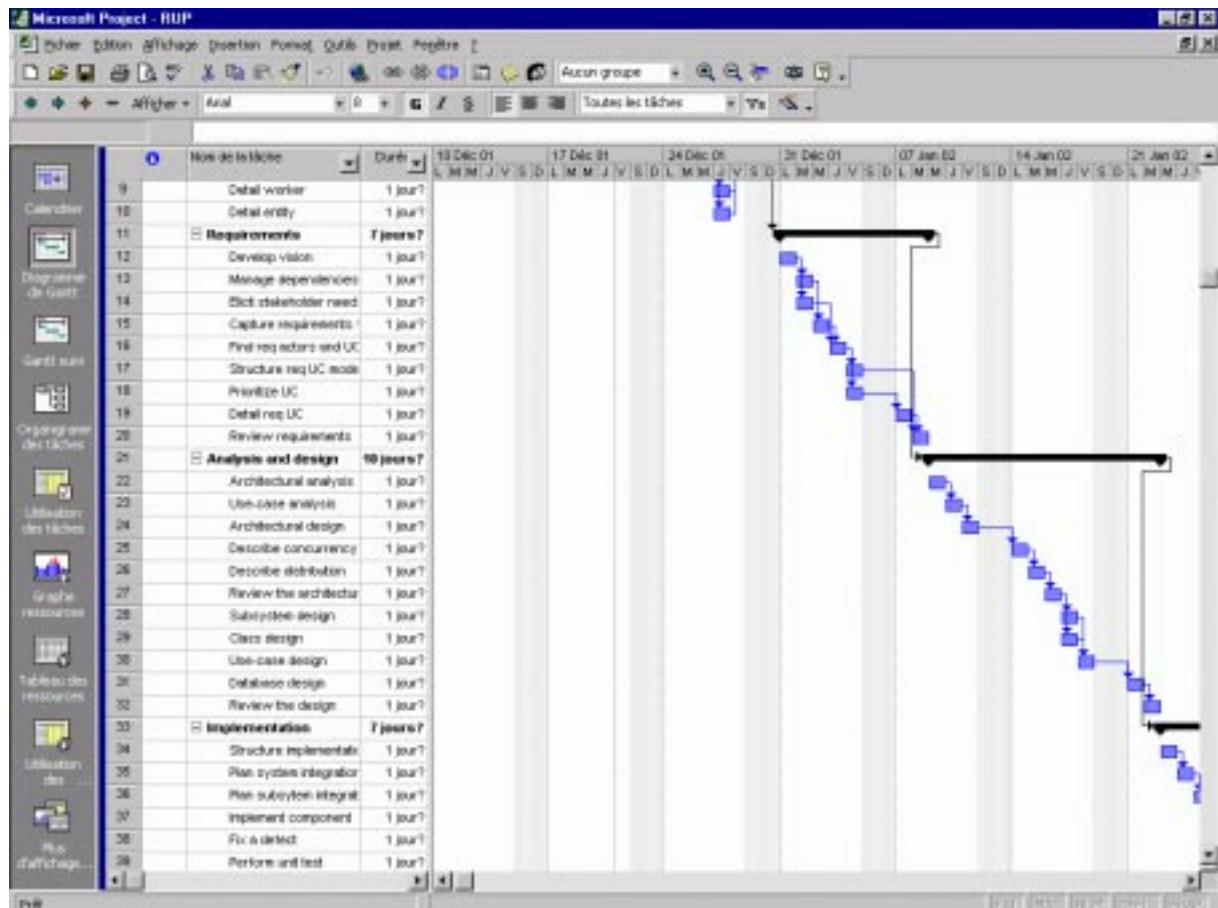 Microsoft Project - RUP
Fichier Edition Affichage Insertion Format Outils Projet Fenêtre ?
Aucun groupe
Afficher Arial 8 G I S Toutes les tâches
Nom de la tâche Durée 10 Déc 01 17 Déc 01 24 Déc 01 31 Déc 01 07 Jan 02 14 Jan 02 21 Jan 02
L M M J V S D L M M J V S D L M M J V S D L M M J V S D L M M J V S D L M M J V S D L M M J
9 Detail worker 1 jour?
10 Detail entity 1 jour?
11 Requirements 7 jours?
12 Develop vision 1 jour?
13 Manage dependencies 1 jour?
14 Elicit stakeholder need 1 jour?
15 Capture requirements 1 jour?
16 Find req actors and UC 1 jour?
17 Structure req UC mode 1 jour?
18 Prioritize UC 1 jour?
19 Detail req UC 1 jour?
20 Review requirements 1 jour?
21 Analysis and design 10 jours?
22 Architectural analysis 1 jour?
23 Use-case analysis 1 jour?
24 Architectural design 1 jour?
25 Describe concurrency 1 jour?
26 Describe distribution 1 jour?
27 Review the architectur 1 jour?
28 Subsystem design 1 jour?
29 Class design 1 jour?
30 Use-case design 1 jour?
31 Database design 1 jour?
32 Review the design 1 jour?
33 Implementation 7 jours?
34 Structure implementatio 1 jour?
35 Plan system integration 1 jour?
36 Plan subsytem integrat 1 jour?
37 Implement component 1 jour?
38 Fix a defect 1 jour?
39 Perform unit test 1 jour?
Calendrier
Diagramme
de Gantt
Gantt suivi
Organigramme
des tâches
Utilisation
des tâches
Graphe
ressources
Tableau des
ressources
Utilisation
des ...
Plus
d'affichage...
Prêt